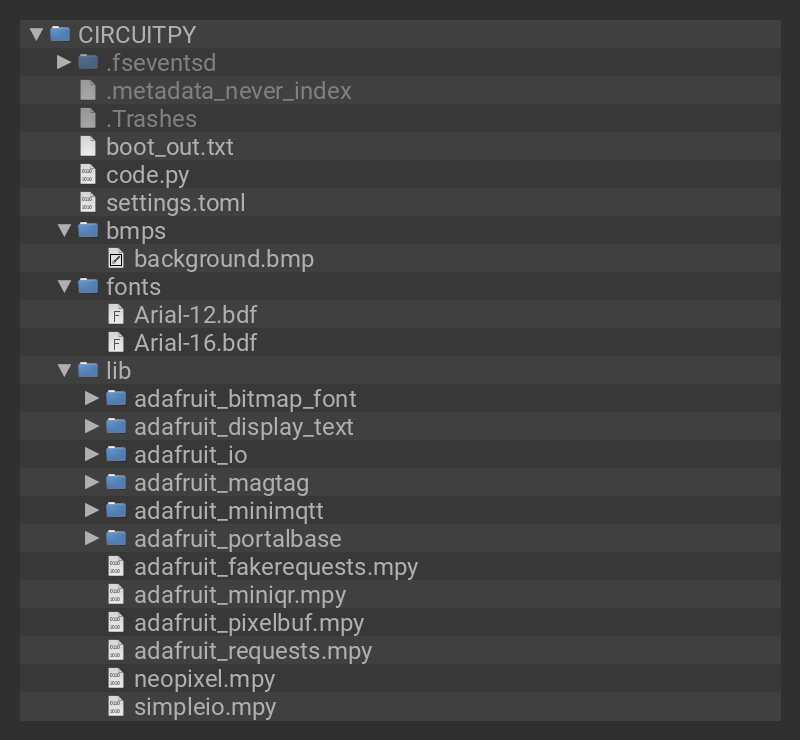 CIRCUITPY
.fseventsd
.metadata_never_index
.Trashes
boot_out.txt
code.py
settings.toml
bmps
background.bmp
fonts
Arial-12.bdf
Arial-16.bdf
lib
adafruit_bitmap_font
adafruit_display_text
adafruit_io
adafruit_magtag
adafruit_minimqtt
adafruit_portalbase
adafruit_fakerequests.mpy
adafruit_miniqr.mpy
adafruit_pixelbuf.mpy
adafruit_requests.mpy
neopixel.mpy
simpleio.mpy